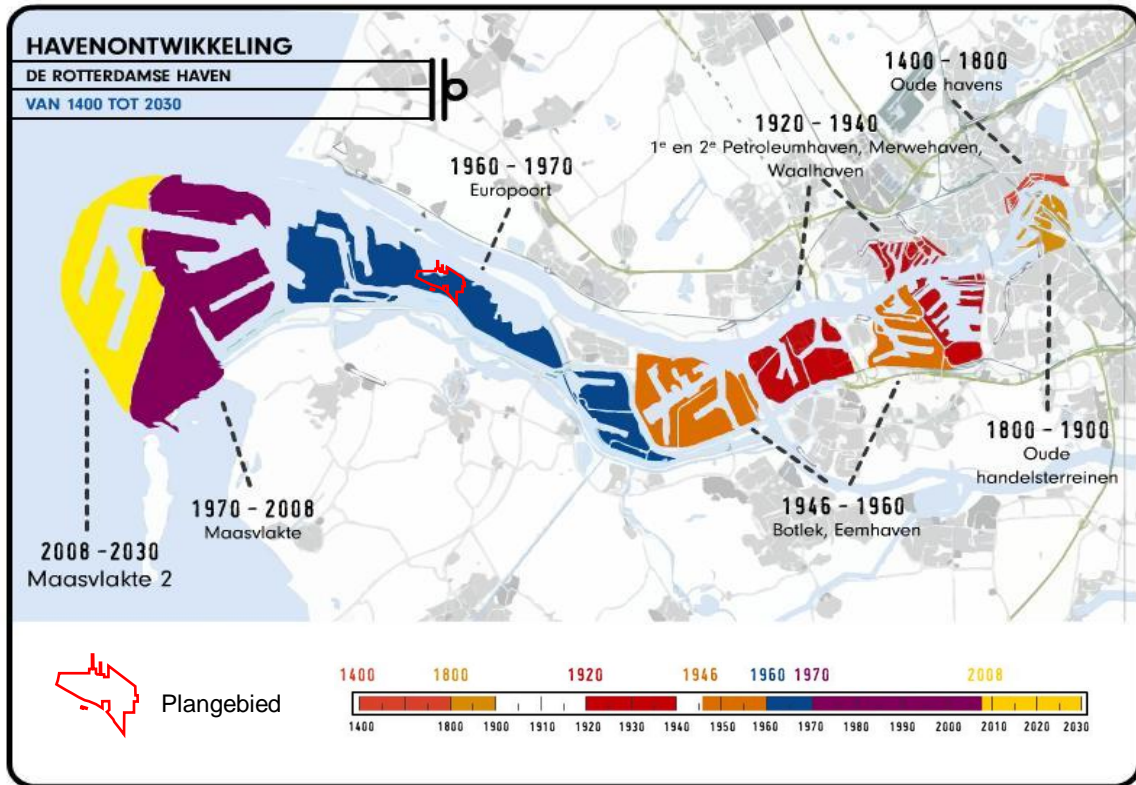 HAVENONTWIKKELING
DE ROTTERDAMSE HAVEN
VAN 1400 TOT 2030
1400 – 1800
Oude havens
1920 – 1940
1e en 2e Petroleumhaven, Merwehaven,
Waalhaven
1960 – 1970
Europoort
1800 – 1900
Oude
handelsterreinen
1946 – 1960
Botlek, Eemhaven
1970 – 2008
Maasvlakte
2008 – 2030
Maasvlakte 2
Plangebied
1400 1800 1920 1946 1960 1970 2008
1400 1800 1900 1910 1920 1930 1940 1950 1960 1970 1980 1990 2000 2010 2020 2030